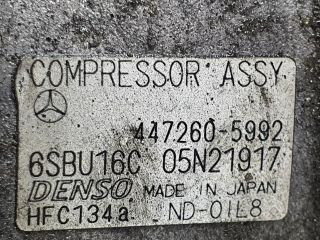 COMPRESSOR ASSY
447260-5992
6SBU16C 05N21917
DENSO MADE IN JAPAN
HFC134a ND-OIL8